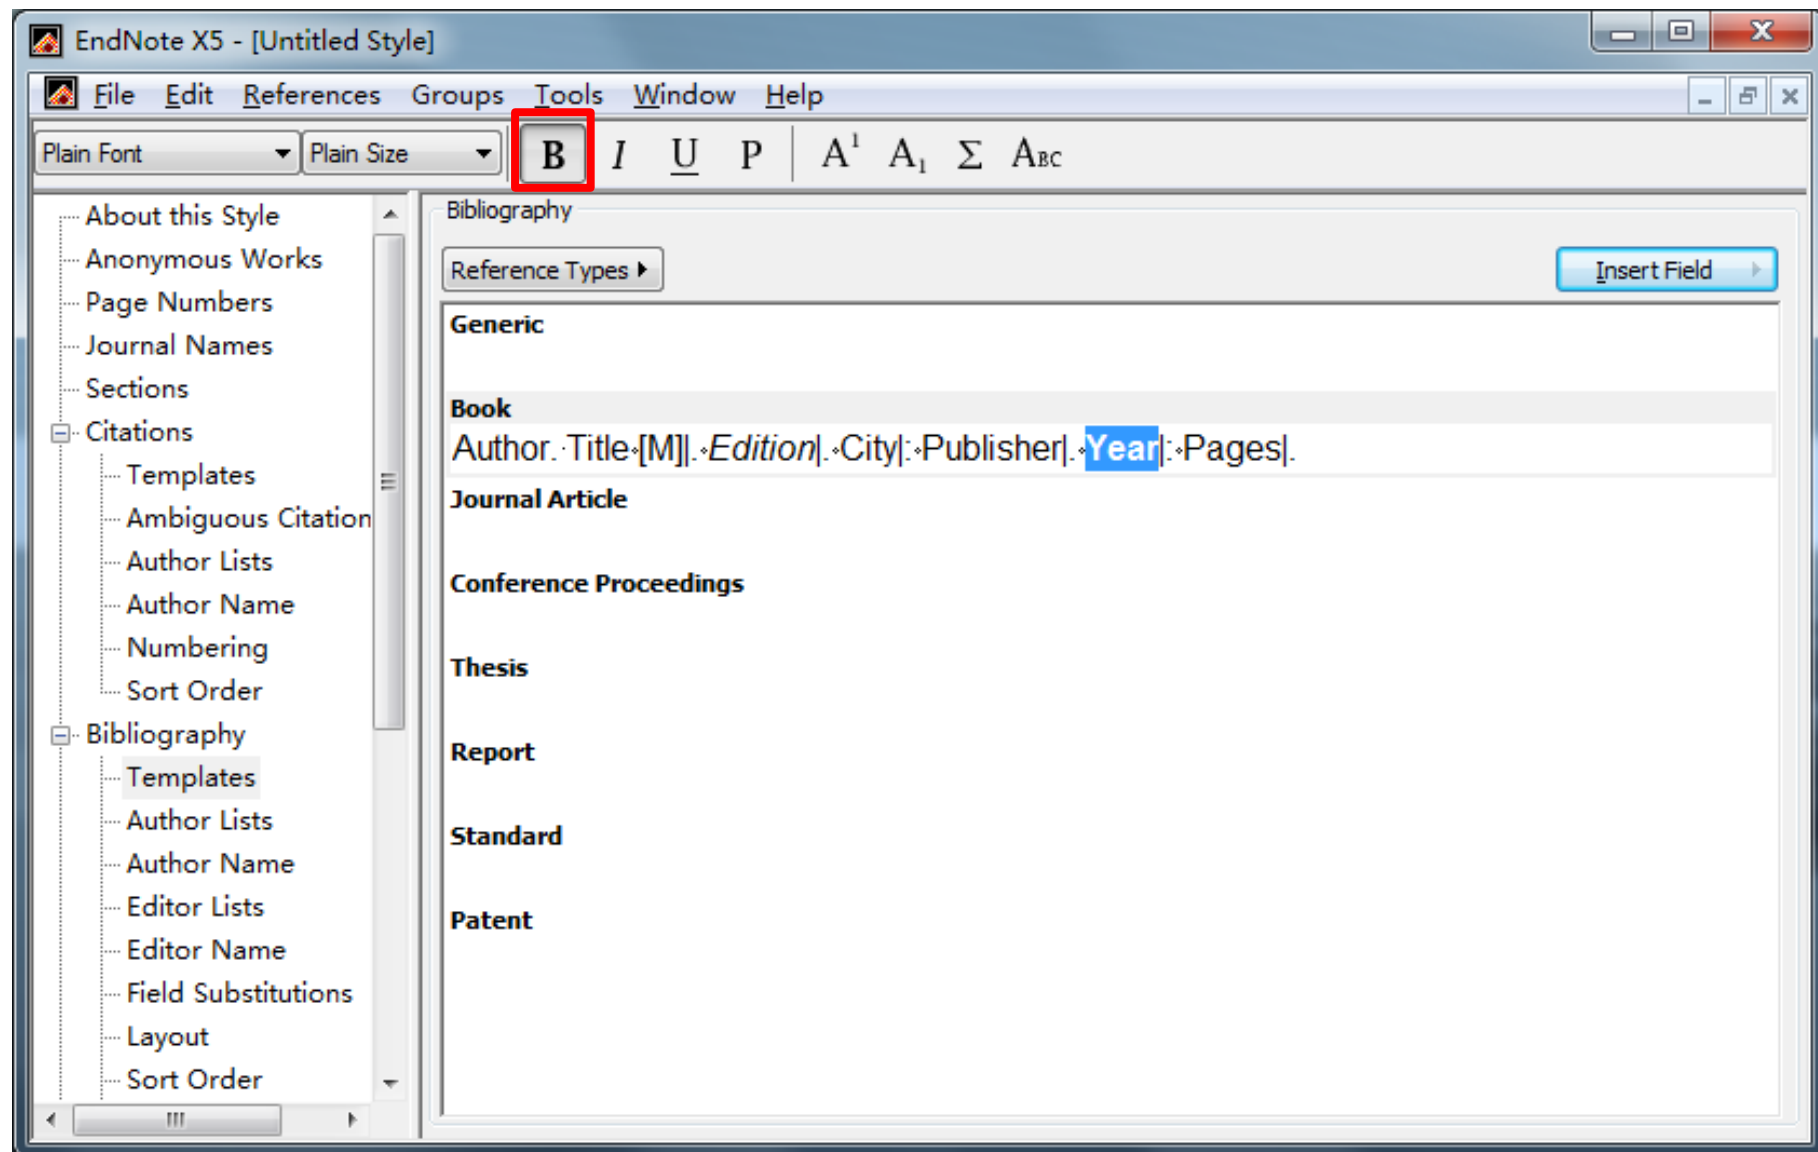 EndNote X5 - [Untitled Style]
File Edit References Groups Tools Window Help
Plain Font Plain Size B I U P A¹ A₁ Σ ABC
About this Style
Anonymous Works
Page Numbers
Journal Names
Sections
Citations
Templates
Ambiguous Citation
Author Lists
Author Name
Numbering
Sort Order
Bibliography
Templates
Author Lists
Author Name
Editor Lists
Editor Name
Field Substitutions
Layout
Sort Order
Bibliography
Reference Types Insert Field
Generic
Book
Author.·Title·[M]|.·Edition|.·City|:·Publisher|.·Year|:·Pages|.
Journal Article
Conference Proceedings
Thesis
Report
Standard
Patent